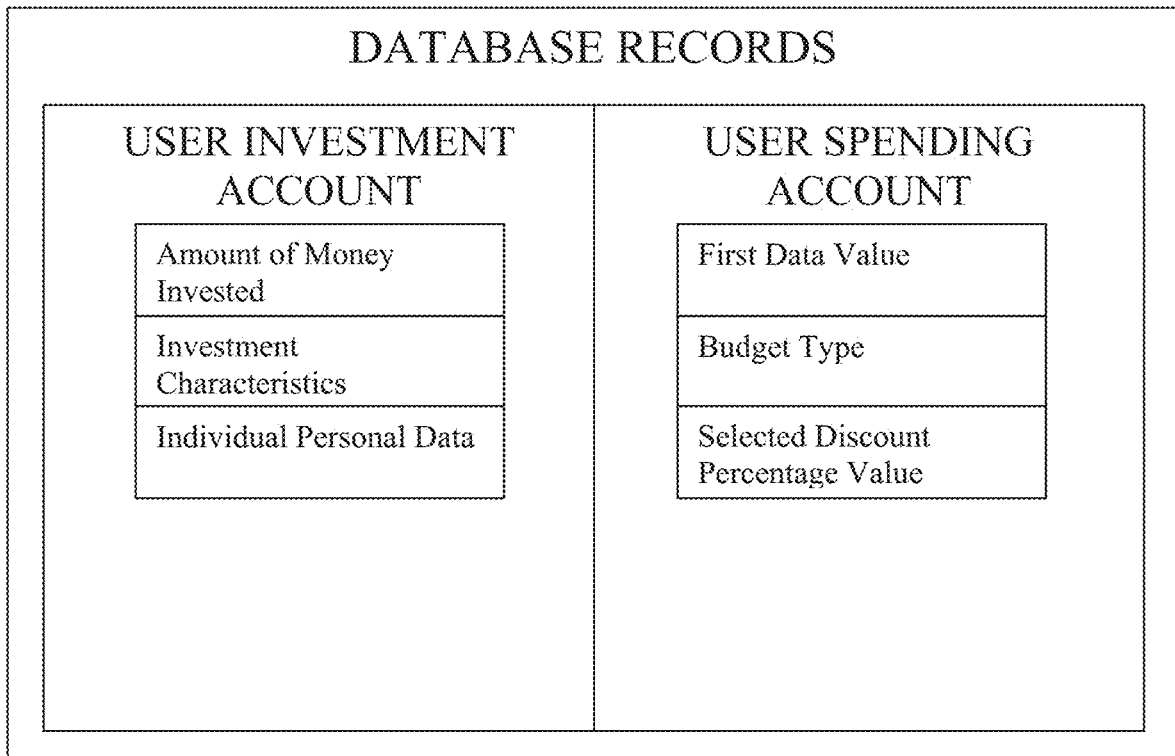 DATABASE RECORDS
USER INVESTMENT
ACCOUNT
Amount of Money
Invested
Investment
Characteristics
Individual Personal Data
USER SPENDING
ACCOUNT
First Data Value
Budget Type
Selected Discount
Percentage Value